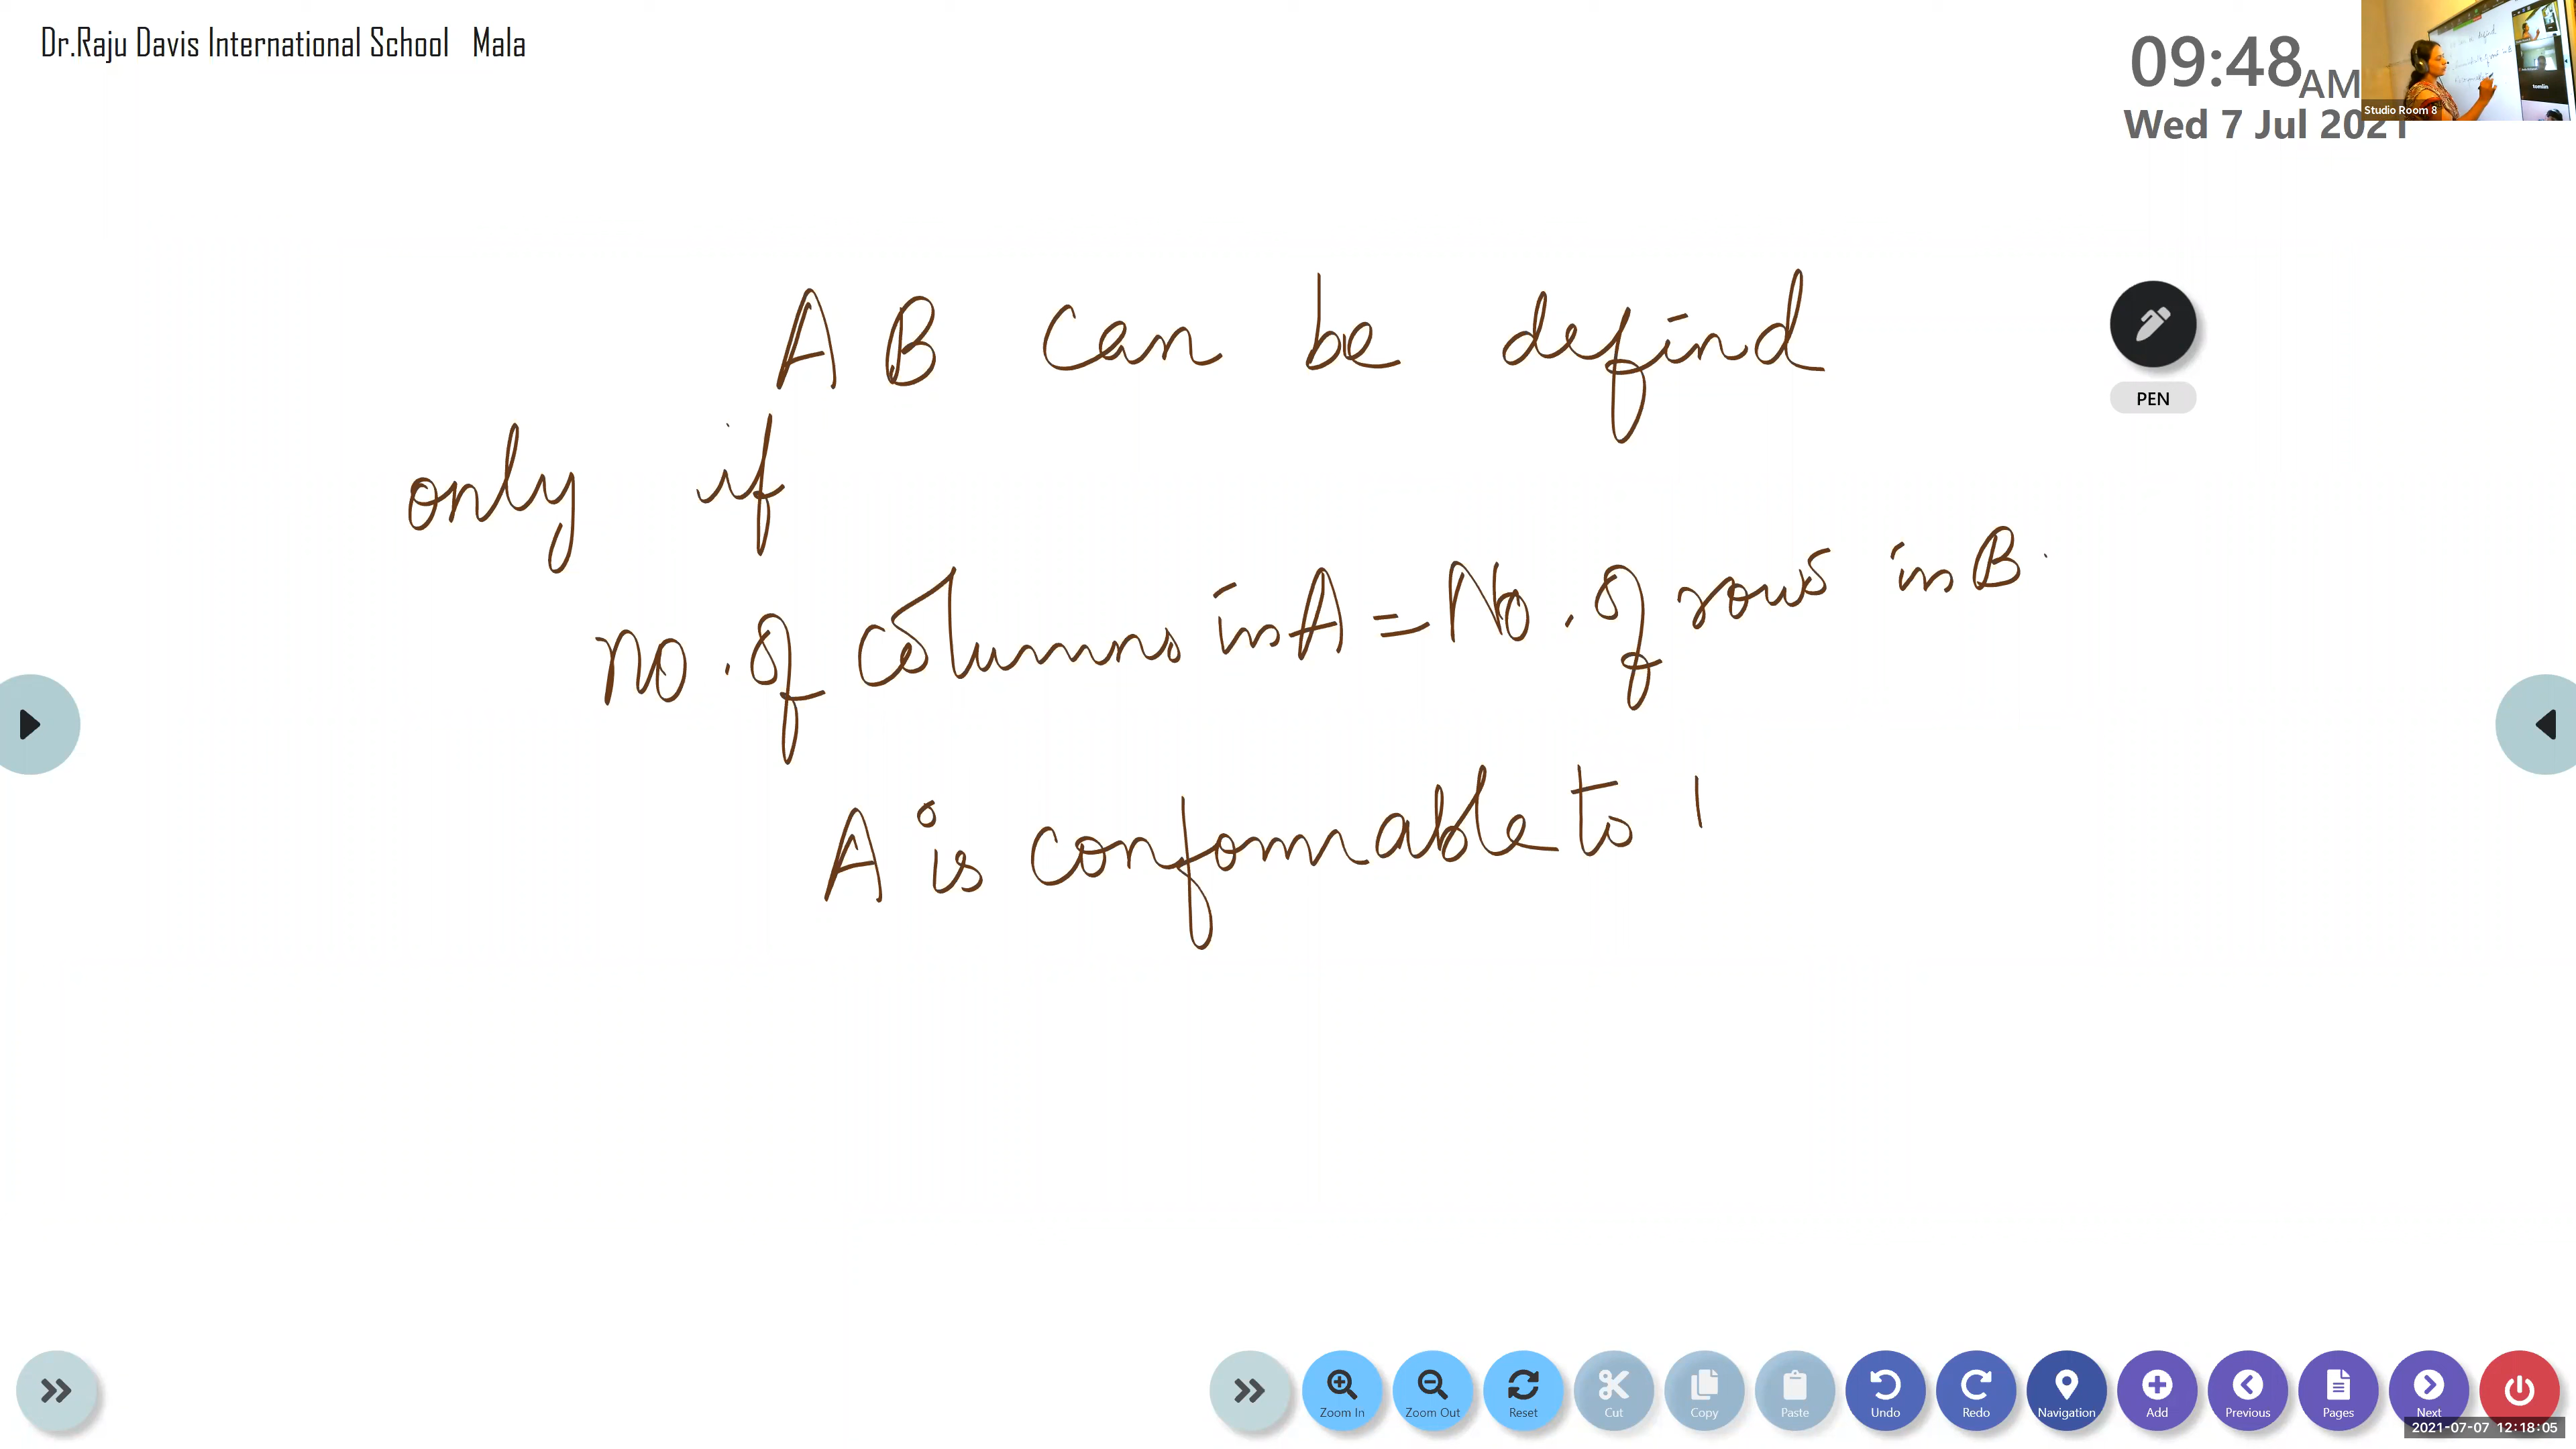 Dr.Raju Davis International School Mala
09:48 AM
Wed 7 Jul 2021
Studio Room 8
A B can be defind
PEN
only if
no. of columns in A = No. of rows in B.
A is conformable to
Zoom In Zoom Out Reset Cut Copy Paste Undo Redo Navigation Add Previous Pages Next
2021-07-07 12:18:05